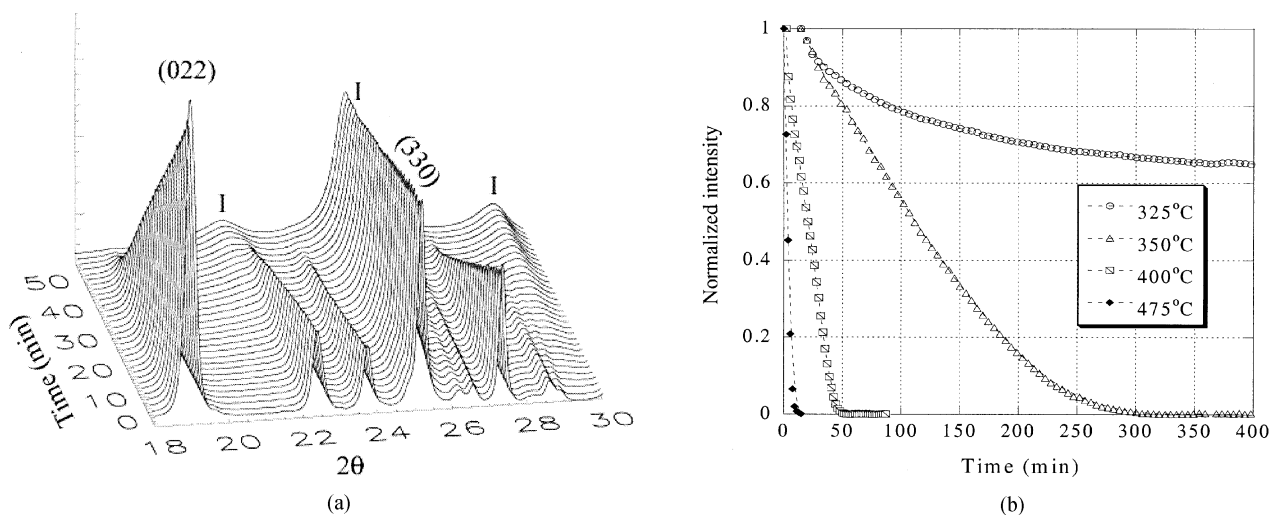 (022)
I
I
(330)
I
50
40
30
20
10
0
Time (min)
18 20 22 24 26 28 30
2θ
(a)
1
0.8
0.6
0.4
0.2
0
Normalized intensity
325°C
350°C
400°C
475°C
0 50 100 150 200 250 300 350 400
Time (min)
(b)